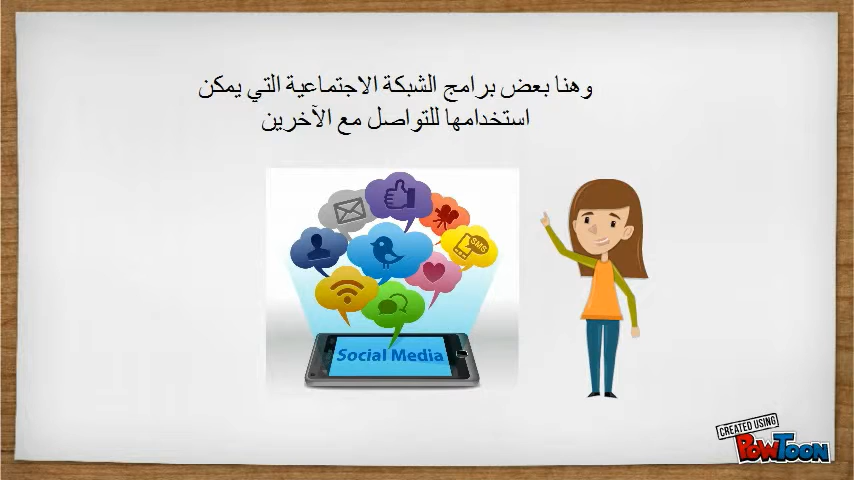 وهنا بعض برامج الشبكة الاجتماعية التي يمكن
استخدامها للتواصل مع الآخرين
SMS
Social Media
CREATED USING
POWTOON